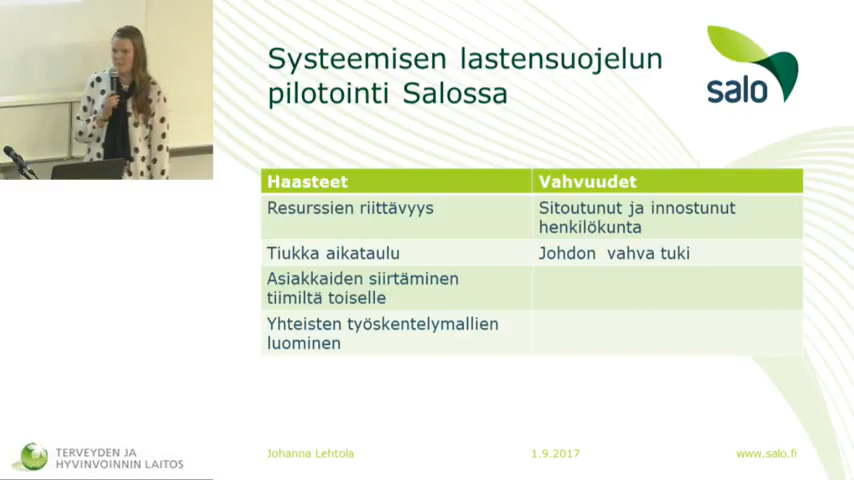 Systeemisen lastensuojelun
pilotointi Salossa
salo
Haasteet
Vahvuudet
Resurssien riittävyys
Sitoutunut ja innostunut
henkilökunta
Tiukka aikataulu
Johdon vahva tuki
Asiakkaiden siirtäminen
tiimiltä toiselle
Yhteisten työskentelymallien
luominen
TERVEYDEN JA
HYVINVOINNIN LAITOS
Johanna Lehtola
1.9.2017
www.salo.fi